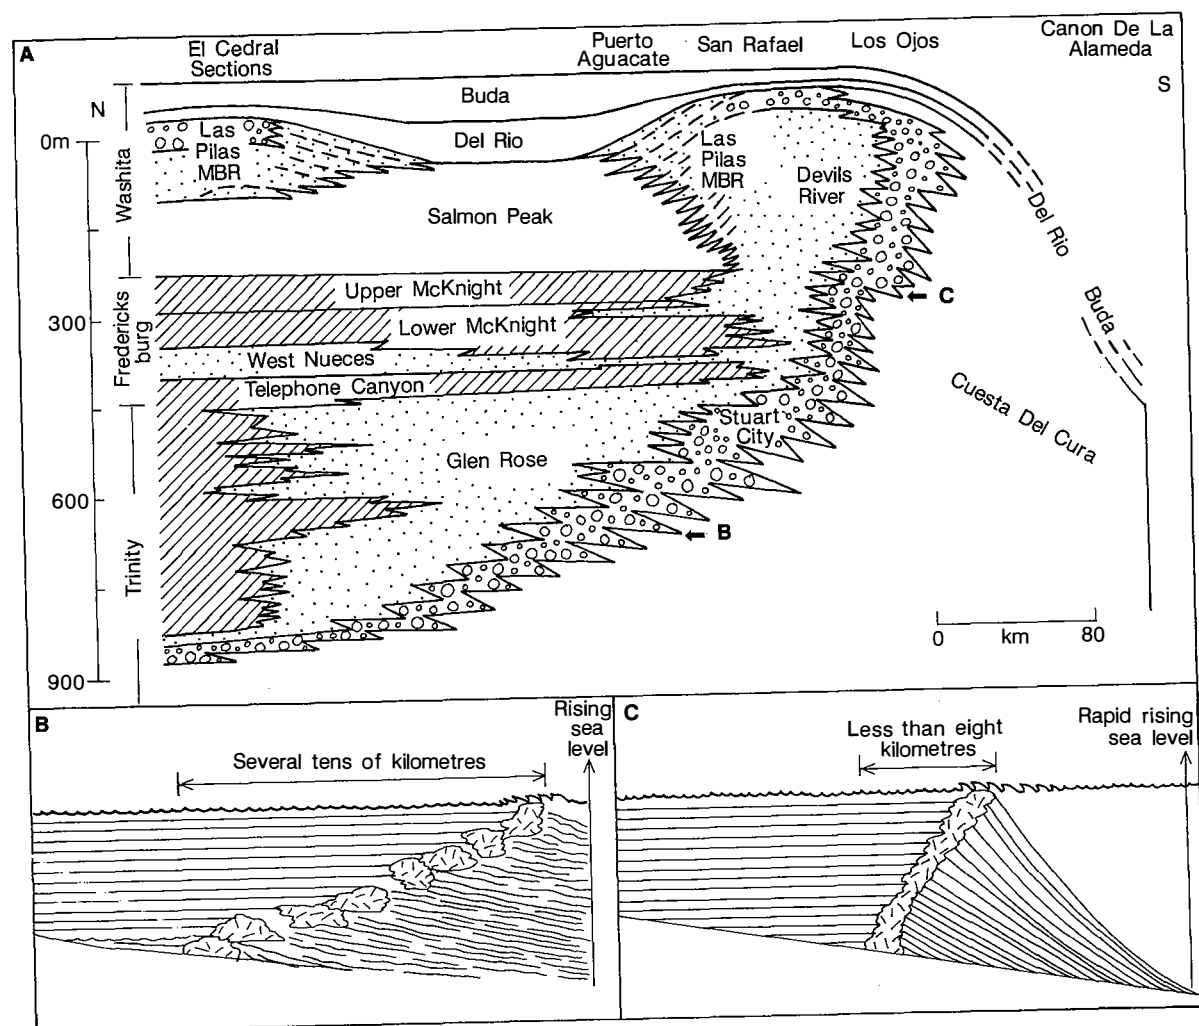 A
El Cedral
Sections
Puerto
Aguacate
San Rafael
Los Ojos
Canon De La
Alameda
N
S
Buda
Del Rio
Las
Pilas
MBR
Las
Pilas
MBR
Devils
River
Salmon Peak
Upper McKnight
Lower McKnight
West Nueces
Telephone Canyon
Glen Rose
Stuart
City
Del Rio
Buda
Cuesta Del Cura
C
B
0m
300
600
900
Washita
Fredericks
burg
Trinity
0
km
80
B
Several tens of kilometres
Rising
sea
level
C
Less than eight
kilometres
Rapid rising
sea level